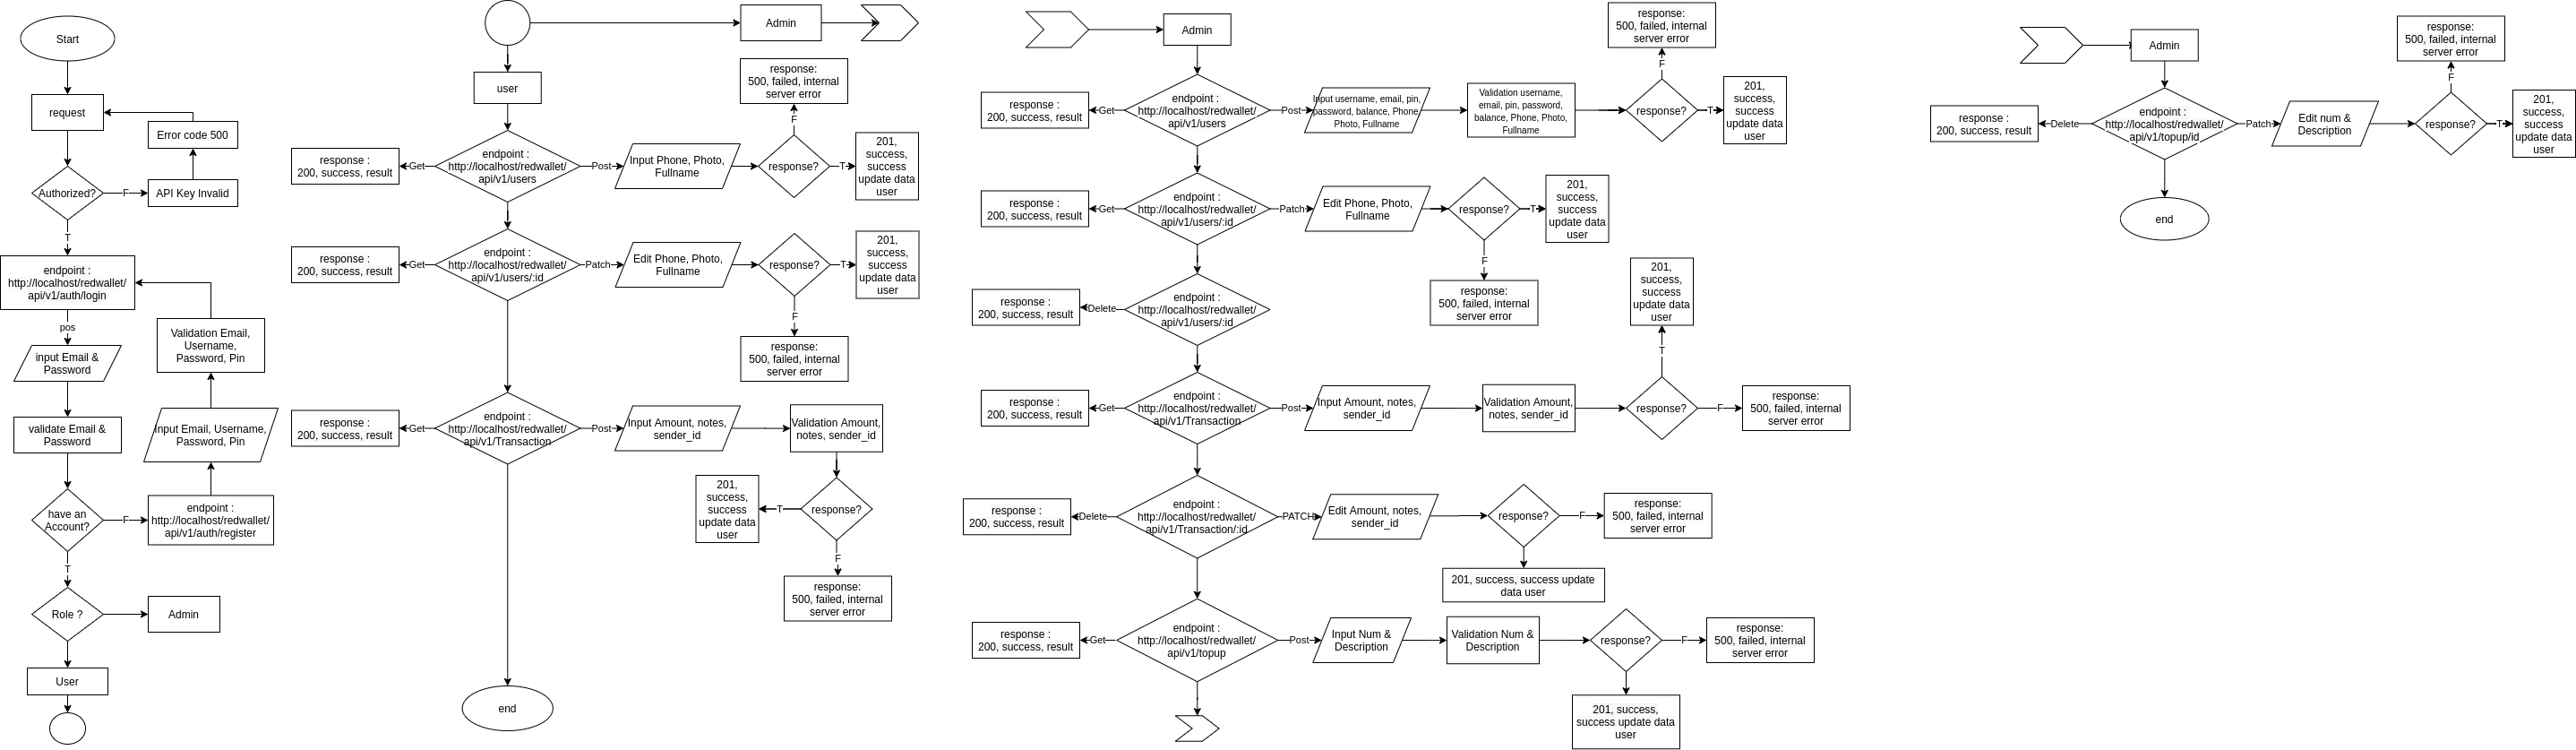 Start
request
Error code 500
Authorized?
F
API Key Invalid
T
endpoint :
http://localhost/redwallet/
api/v1/auth/login
pos
input Email &
Password
Validation Email,
Username,
Password, Pin
validate Email &
Password
Input Email, Username,
Password, Pin
have an
Account?
F
endpoint :
http://localhost/redwallet/
api/v1/auth/register
T
Role ?
Admin
User
Admin
user
response:
500, failed, internal
server error
F
response :
200, success, result
Get
endpoint :
http://localhost/redwallet/
api/v1/users
Post
Input Phone, Photo,
Fullname
response?
T
201,
success,
success
update data
user
response :
200, success, result
Get
endpoint :
http://localhost/redwallet/
api/v1/users/:id
Patch
Edit Phone, Photo,
Fullname
response?
T
201,
success,
success
update data
user
F
response:
500, failed, internal
server error
response :
200, success, result
Get
endpoint :
http://localhost/redwallet/
api/v1/Transaction
Post
Input Amount, notes,
sender_id
Validation Amount,
notes, sender_id
201,
success,
success
update data
user
T
response?
F
response:
500, failed, internal
server error
end
Admin
response:
500, failed, internal
server error
F
response :
200, success, result
Get
endpoint :
http://localhost/redwallet/
api/v1/users
Post
Input username, email, pin,
password, balance, Phone,
Photo, Fullname
Validation username,
email, pin, password,
balance, Phone, Photo,
Fullname
response?
T
201,
success,
success
update data
user
response :
200, success, result
Get
endpoint :
http://localhost/redwallet/
api/v1/users/:id
Patch
Edit Phone, Photo,
Fullname
response?
T
201,
success,
success
update data
user
F
response:
500, failed, internal
server error
response :
200, success, result
Delete
endpoint :
http://localhost/redwallet/
api/v1/users/:id
201,
success,
success
update data
user
T
response :
200, success, result
Get
endpoint :
http://localhost/redwallet/
api/v1/Transaction
Post
Input Amount, notes,
sender_id
Validation Amount,
notes, sender_id
response?
F
response:
500, failed, internal
server error
response :
200, success, result
Delete
endpoint :
http://localhost/redwallet/
api/v1/Transaction/:id
PATCH
Edit Amount, notes,
sender_id
response?
F
response:
500, failed, internal
server error
201, success, success update
data user
response :
200, success, result
Get
endpoint :
http://localhost/redwallet/
api/v1/topup
Post
Input Num &
Description
Validation Num &
Description
response?
F
response:
500, failed, internal
server error
201, success,
success update data
user
Admin
response:
500, failed, internal
server error
F
response :
200, success, result
Delete
endpoint :
http://localhost/redwallet/
api/v1/topup/id
Patch
Edit num &
Description
response?
T
201,
success,
success
update data
user
end